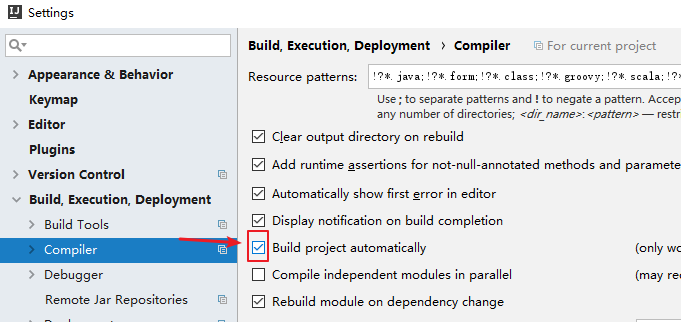 IJ Settings
Appearance & Behavior
Keymap
Editor
Plugins
Version Control
Build, Execution, Deployment
Build Tools
Compiler
Debugger
Remote Jar Repositories
Build, Execution, Deployment › Compiler For current project
Resource patterns: !?*.java;!?*.form;!?*.class;!?*.groovy;!?*.scala;!?*
Use ; to separate patterns and ! to negate a pattern. Accep
any number of directories; <dir_name>:<pattern> — restri
Clear output directory on rebuild
Add runtime assertions for not-null-annotated methods and paramete
Automatically show first error in editor
Display notification on build completion
Build project automatically (only wo
Compile independent modules in parallel (may rec
Rebuild module on dependency change